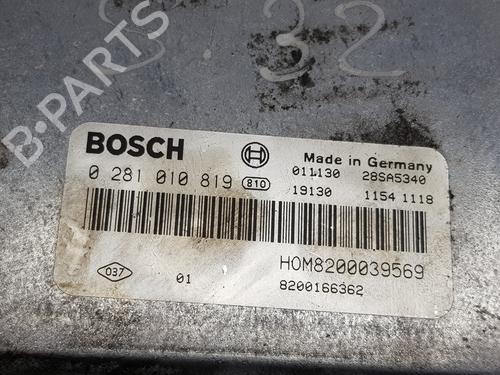 S 32
B-PARTS
BOSCH
Made in Germany
0 281 010 819 810
011130 28SA5340
19130 1154 1118
037
01
HOM8200039569
8200166362